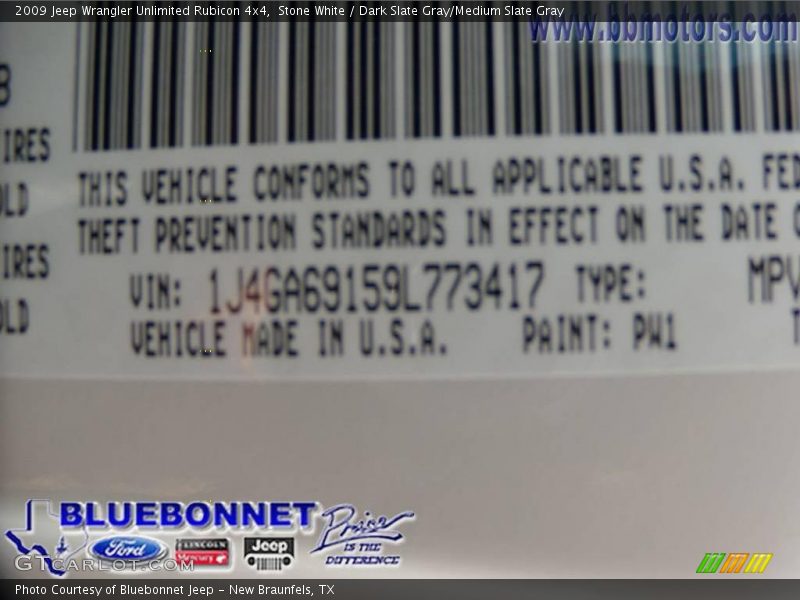 2009 Jeep Wrangler Unlimited Rubicon 4x4, Stone White / Dark Slate Gray/Medium Slate Gray
www.bbmotors.com
IRES
OLD
THIS VEHICLE CONFORMS TO ALL APPLICABLE U.S.A. FED
THEFT PREVENTION STANDARDS IN EFFECT ON THE DATE
IRES
OLD
VIN: 1J4GA69159L773417 TYPE: MPV
VEHICLE MADE IN U.S.A. PAINT: PW1
BLUEBONNET
Ford
LINCOLN
Mercury
Jeep
Praise
IS THE
DIFFERENCE
GTCARLOT.COM
Photo Courtesy of Bluebonnet Jeep - New Braunfels, TX